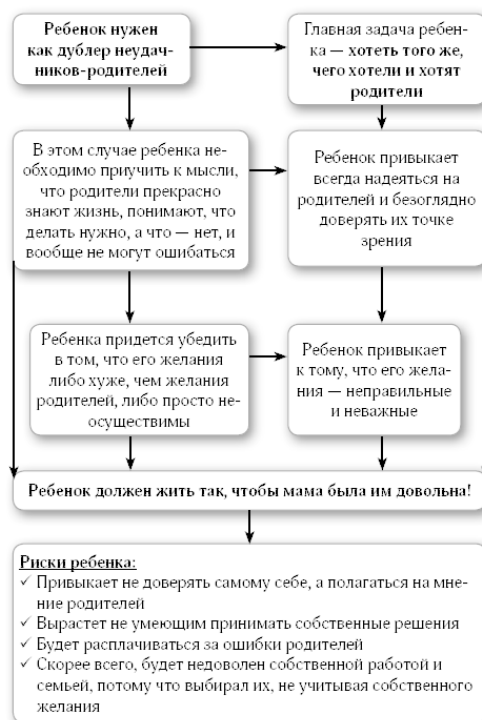 Ребенок нужен
как дублер неудач-
ников-родителей
Главная задача ребен-
ка — хотеть того же,
чего хотели и хотят
родители
В этом случае ребенка не-
обходимо приучить к мысли,
что родители прекрасно
знают жизнь, понимают, что
делать нужно, а что — нет, и
вообще не могут ошибаться
Ребенок привыкает
всегда надеяться на
родителей и безоглядно
доверять их точке
зрения
Ребенка придется убедить
в том, что его желания
либо хуже, чем желания
родителей, либо просто не-
осуществимы
Ребенок привыкает
к тому, что его жела-
ния — неправильные
и неважные
Ребенок должен жить так, чтобы мама была им довольна!
Риски ребенка:
✓ Привыкает не доверять самому себе, а полагаться на мне-
ние родителей
✓ Вырастет не умеющим принимать собственные решения
✓ Будет расплачиваться за ошибки родителей
✓ Скорее всего, будет недоволен собственной работой и
семьей, потому что выбирал их, не учитывая собственного
желания